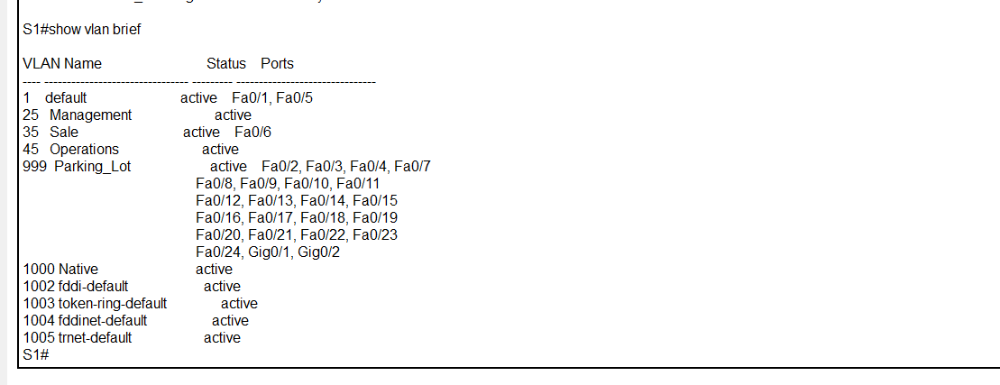 S1#show vlan brief
VLAN Name Status Ports
---- -------------------------------- --------- -------------------------------
1 default active Fa0/1, Fa0/5
25 Management active
35 Sale active Fa0/6
45 Operations active
999 Parking_Lot active Fa0/2, Fa0/3, Fa0/4, Fa0/7
Fa0/8, Fa0/9, Fa0/10, Fa0/11
Fa0/12, Fa0/13, Fa0/14, Fa0/15
Fa0/16, Fa0/17, Fa0/18, Fa0/19
Fa0/20, Fa0/21, Fa0/22, Fa0/23
Fa0/24, Gig0/1, Gig0/2
1000 Native active
1002 fddi-default active
1003 token-ring-default active
1004 fddinet-default active
1005 trnet-default active
S1#